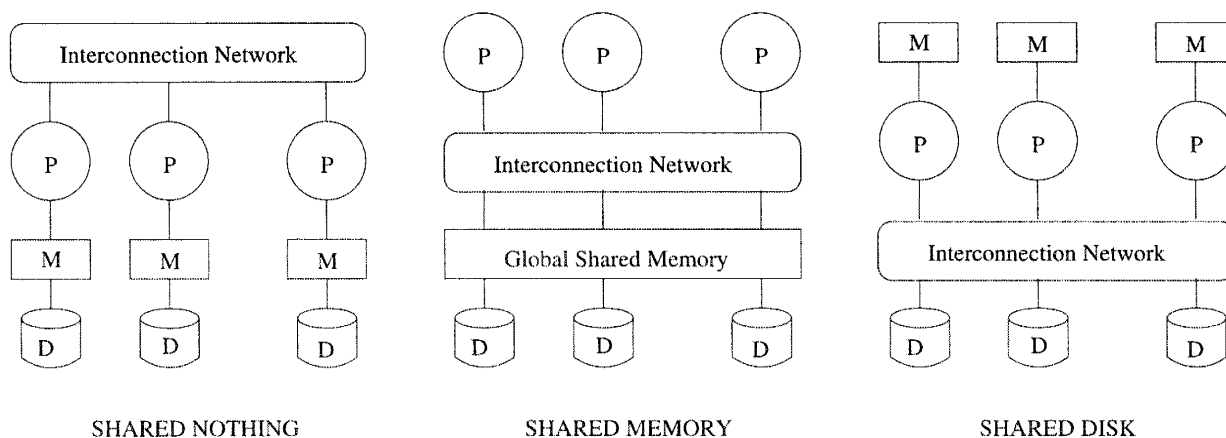 Interconnection Network
P P P
M M M
D D D
SHARED NOTHING
P P P
Interconnection Network
Global Shared Memory
D D D
SHARED MEMORY
M M M
P P P
Interconnection Network
D D D
SHARED DISK